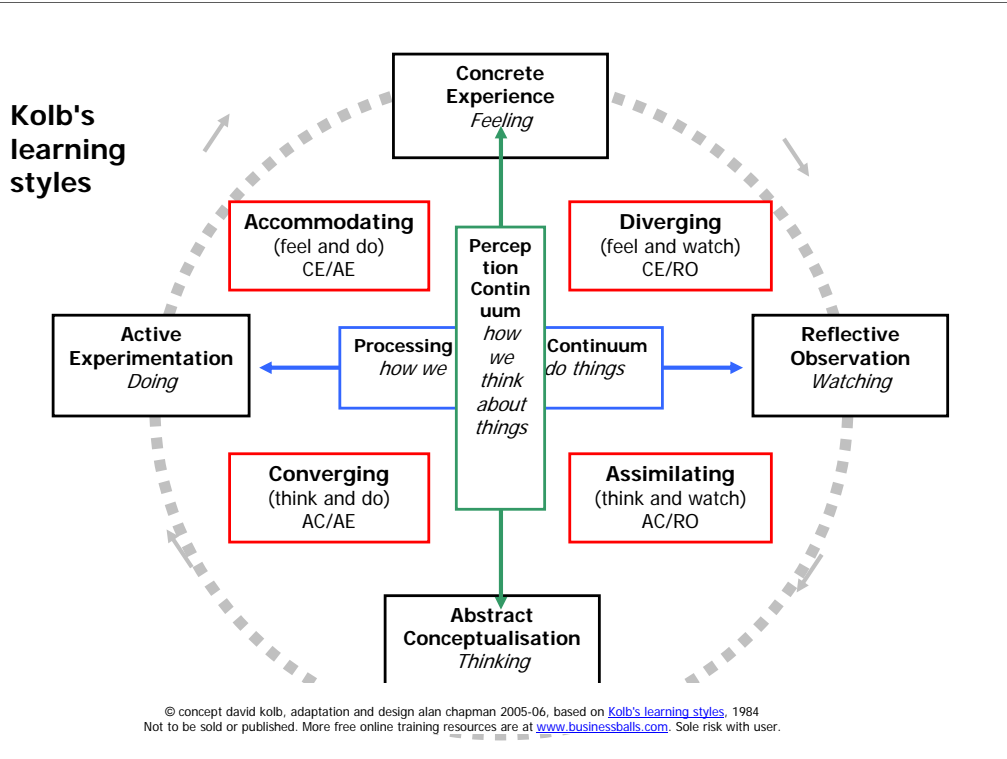 Kolb's
learning
styles
Concrete
Experience
Feeling
Accommodating
(feel and do)
CE/AE
Diverging
(feel and watch)
CE/RO
Active
Experimentation
Doing
Processing
how we
Percep
tion
Contin
uum
how
we
think
about
things
Continuum
do things
Reflective
Observation
Watching
Converging
(think and do)
AC/AE
Assimilating
(think and watch)
AC/RO
Abstract
Conceptualisation
Thinking
© concept david kolb, adaptation and design alan chapman 2005-06, based on Kolb's learning styles, 1984
Not to be sold or published. More free online training resources are at www.businessballs.com. Sole risk with user.